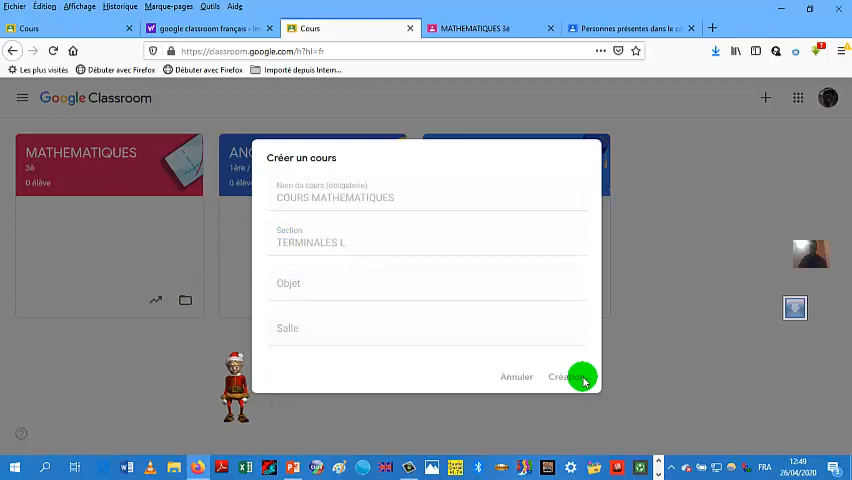 Fichier Édition Affichage Historique Marque-pages Outils Aide
Cours
google classroom français - fra
Cours
MATHEMATIQUES 3è
Personnes présentes dans le co
https://classroom.google.com/h?hl=fr
Les plus visités Débuter avec Firefox Débuter avec Firefox Importé depuis Intern...
Google Classroom
MATHEMATIQUES
3è
0 élève
ANG
1ère /
0 élève
Créer un cours
Nom du cours (obligatoire)
COURS MATHEMATIQUES
Section
TERMINALES L
Objet
Salle
Annuler Création
FRA
12:49
26/04/2020